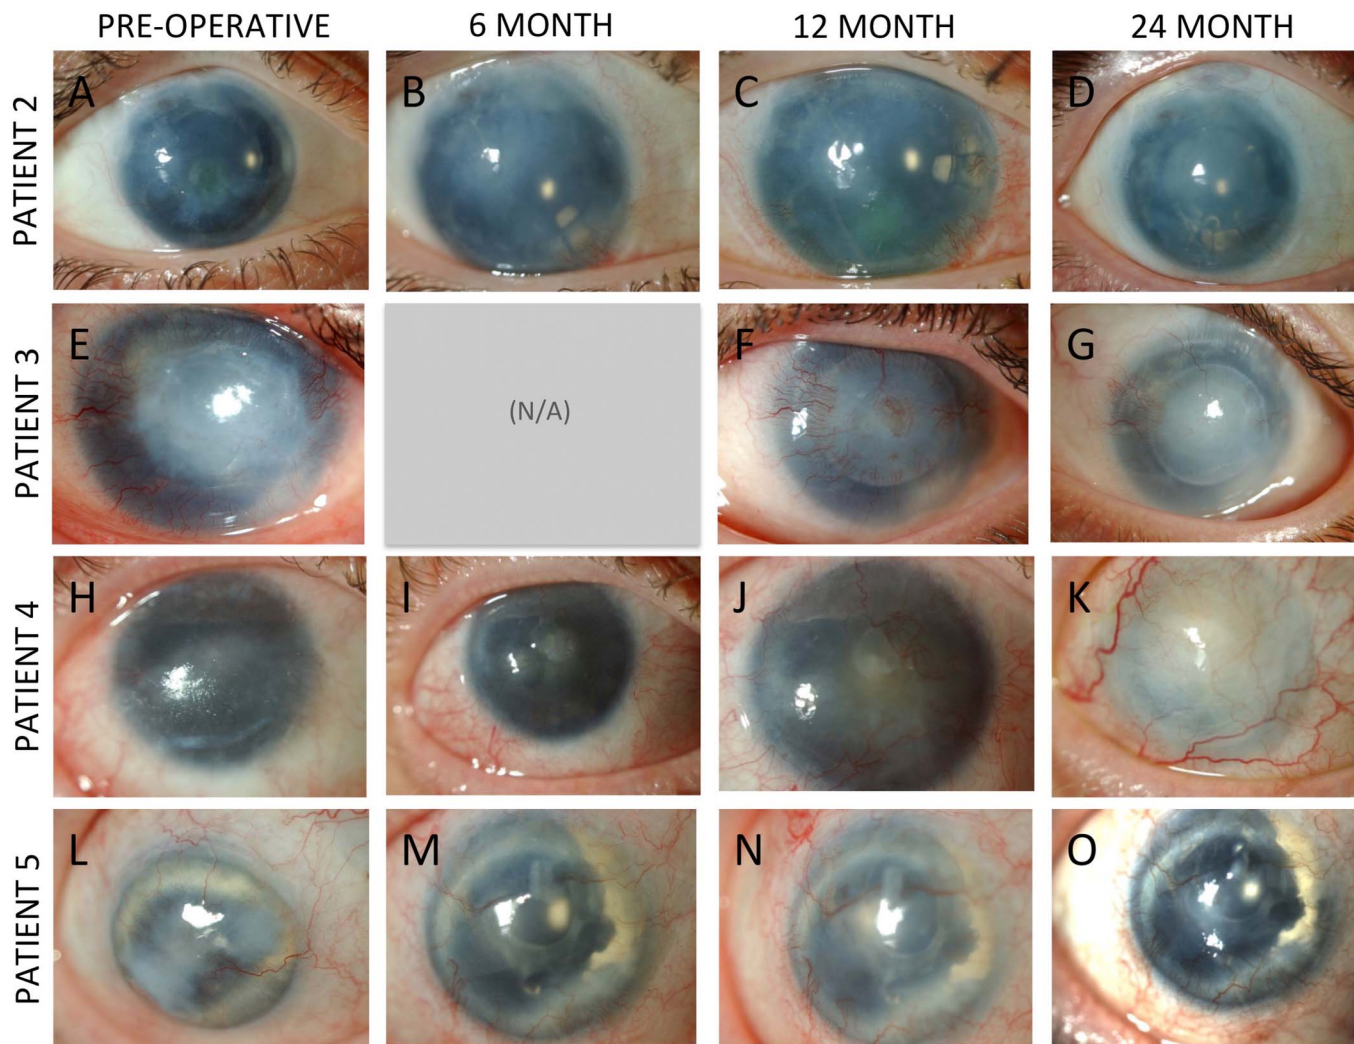 PRE-OPERATIVE 6 MONTH 12 MONTH 24 MONTH
PATIENT 2
A B C D
PATIENT 3
E (N/A) F G
PATIENT 4
H I J K
PATIENT 5
L M N O